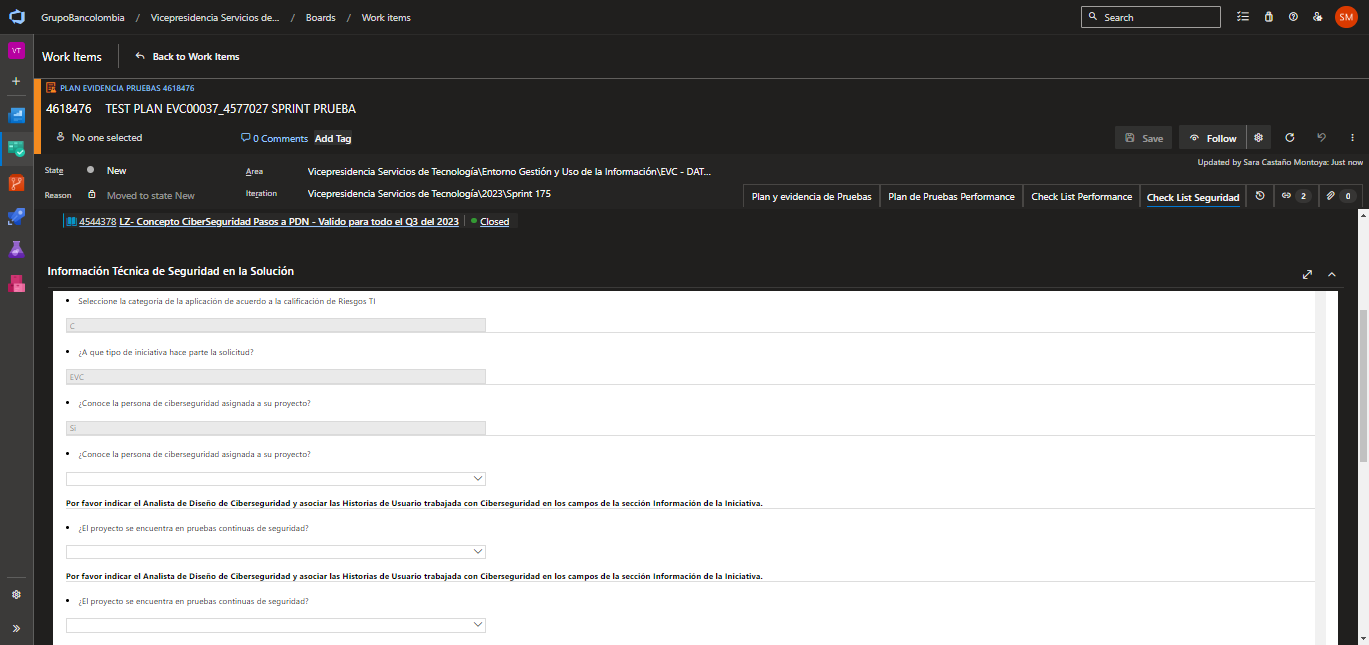 GrupoBancolombia / Vicepresidencia Servicios de... / Boards / Work items
Search
SM
VT
Work Items
Back to Work Items
PLAN EVIDENCIA PRUEBAS 4618476
4618476 TEST PLAN EVC00037_4577027 SPRINT PRUEBA
No one selected
0 Comments
Add Tag
Save
Follow
Updated by Sara Castaño Montoya: Just now
State New
Area Vicepresidencia Servicios de Tecnología\Entorno Gestión y Uso de la Información\EVC - DAT...
Reason Moved to state New
Iteration Vicepresidencia Servicios de Tecnología\2023\Sprint 175
Plan y evidencia de Pruebas
Plan de Pruebas Performance
Check List Performance
Check List Seguridad
2
0
4544378 LZ- Concepto CiberSeguridad Pasos a PDN - Valido para todo el Q3 del 2023
Closed
Información Técnica de Seguridad en la Solución
• Seleccione la categoria de la aplicación de acuerdo a la calificación de Riesgos TI
C
• ¿A que tipo de iniciativa hace parte la solicitud?
EVC
• ¿Conoce la persona de ciberseguridad asignada a su proyecto?
Si
• ¿Conoce la persona de ciberseguridad asignada a su proyecto?
Por favor indicar el Analista de Diseño de Ciberseguridad y asociar las Historias de Usuario trabajada con Ciberseguridad en los campos de la sección Información de la Iniciativa.
• ¿El proyecto se encuentra en pruebas continuas de seguridad?
Por favor indicar el Analista de Diseño de Ciberseguridad y asociar las Historias de Usuario trabajada con Ciberseguridad en los campos de la sección Información de la Iniciativa.
• ¿El proyecto se encuentra en pruebas continuas de seguridad?